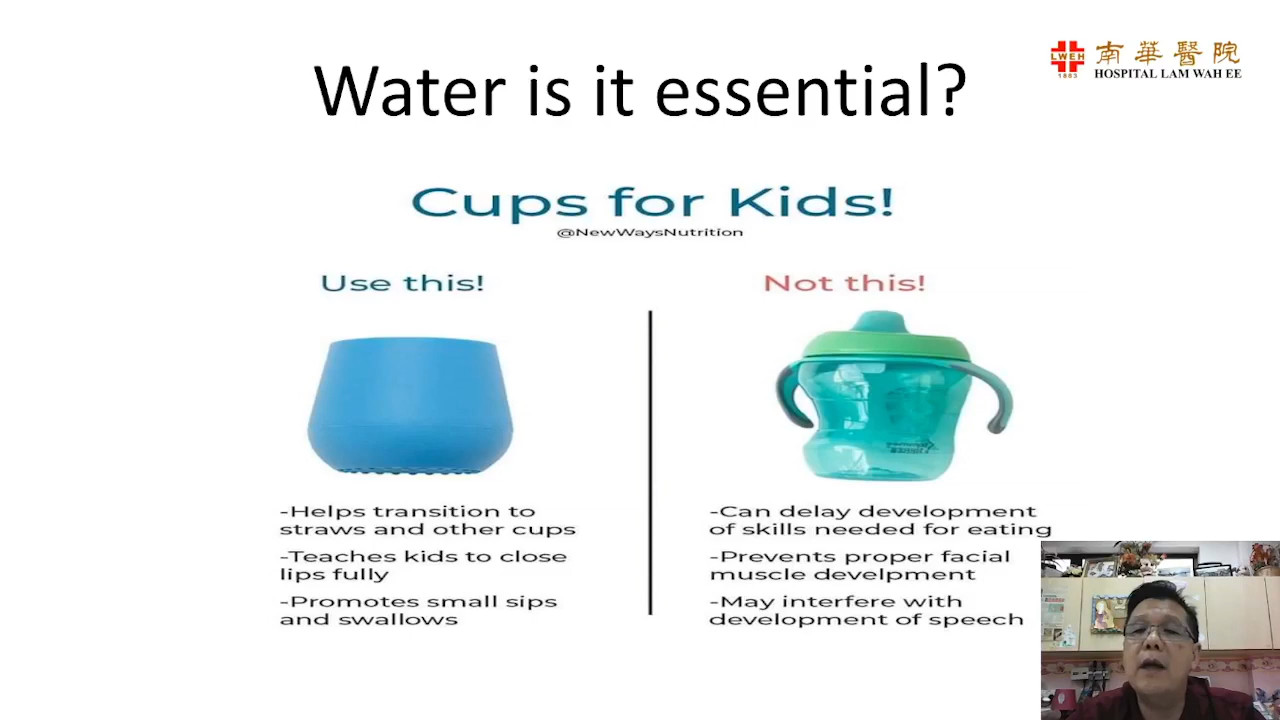 Water is it essential?
LWEH
1883
南華醫院
HOSPITAL LAM WAH EE
Cups for Kids!
@NewWaysNutrition
Use this!
Not this!
-Helps transition to
straws and other cups
-Teaches kids to close
lips fully
-Promotes small sips
and swallows
-Can delay development
of skills needed for eating
-Prevents proper facial
muscle develpment
-May interfere with
development of speech